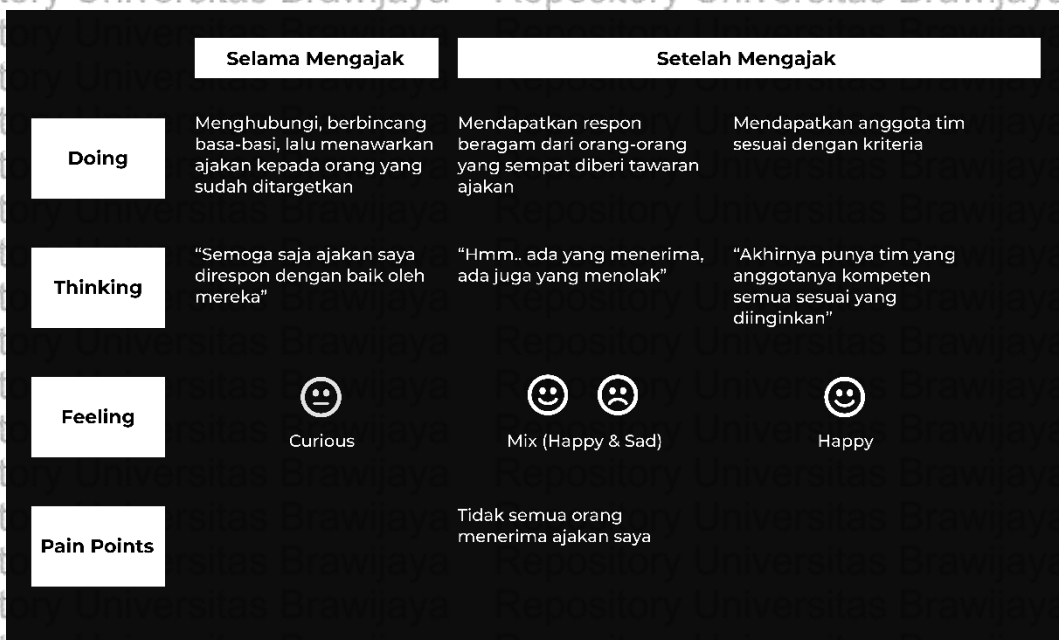 Repository Universitas Brawijaya
Selama Mengajak
Setelah Mengajak
Doing
Menghubungi, berbincang
basa-basi, lalu menawarkan
ajakan kepada orang yang
sudah ditargetkan
Mendapatkan respon
beragam dari orang-orang
yang sempat diberi tawaran
ajakan
Mendapatkan anggota tim
sesuai dengan kriteria
Thinking
“Semoga saja ajakan saya
direspon dengan baik oleh
mereka”
“Hmm.. ada yang menerima,
ada juga yang menolak”
“Akhirnya punya tim yang
anggotanya kompeten
semua sesuai yang
diinginkan”
Feeling
Curious
Mix (Happy & Sad)
Happy
Pain Points
Tidak semua orang
menerima ajakan saya